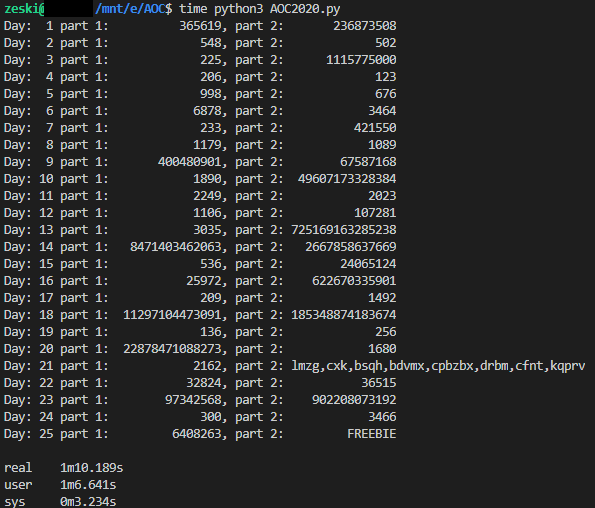 zeski@ /mnt/e/AOC$ time python3 AOC2020.py
Day: 1 part 1: 365619, part 2: 236873508
Day: 2 part 1: 548, part 2: 502
Day: 3 part 1: 225, part 2: 1115775000
Day: 4 part 1: 206, part 2: 123
Day: 5 part 1: 998, part 2: 676
Day: 6 part 1: 6878, part 2: 3464
Day: 7 part 1: 233, part 2: 421550
Day: 8 part 1: 1179, part 2: 1089
Day: 9 part 1: 400480901, part 2: 67587168
Day: 10 part 1: 1890, part 2: 49607173328384
Day: 11 part 1: 2249, part 2: 2023
Day: 12 part 1: 1106, part 2: 107281
Day: 13 part 1: 3035, part 2: 725169163285238
Day: 14 part 1: 8471403462063, part 2: 2667858637669
Day: 15 part 1: 536, part 2: 24065124
Day: 16 part 1: 25972, part 2: 622670335901
Day: 17 part 1: 209, part 2: 1492
Day: 18 part 1: 11297104473091, part 2: 185348874183674
Day: 19 part 1: 136, part 2: 256
Day: 20 part 1: 22878471088273, part 2: 1680
Day: 21 part 1: 2162, part 2: lmzg,cxk,bsqh,bdvmx,cpbzbx,drbm,cfnt,kqprv
Day: 22 part 1: 32824, part 2: 36515
Day: 23 part 1: 97342568, part 2: 902208073192
Day: 24 part 1: 300, part 2: 3466
Day: 25 part 1: 6408263, part 2: FREEBIE
real 1m10.189s
user 1m6.641s
sys 0m3.234s